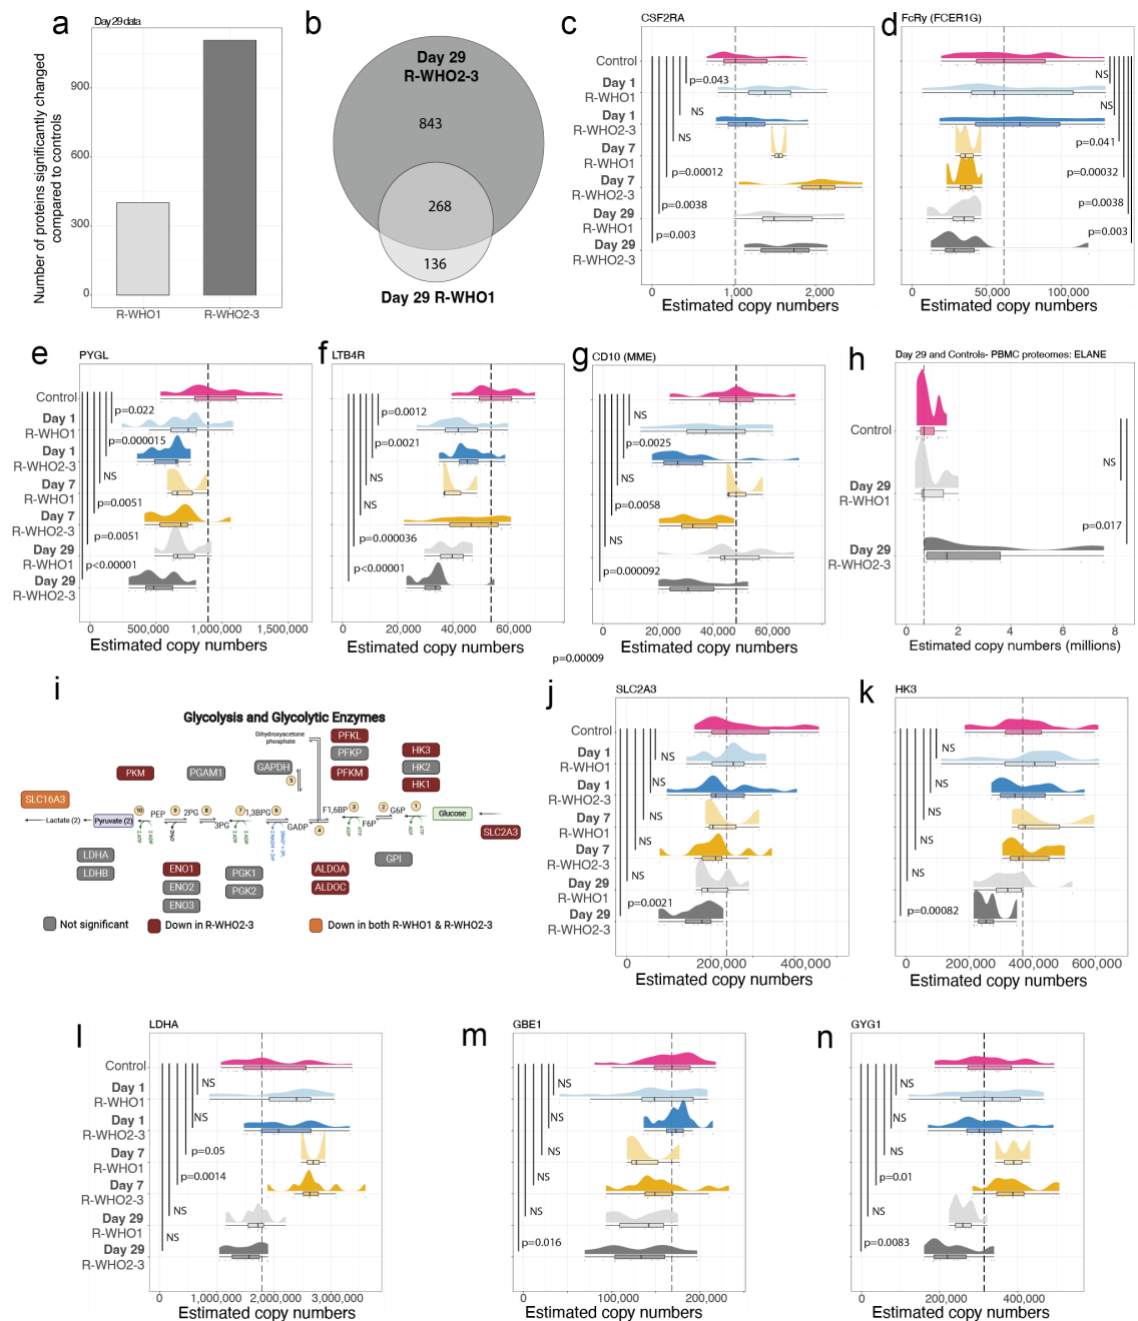 a
Day 29 data
Number of proteins significantly changed
compared to controls
900
600
300
0
R-WHO1
R-WHO2-3
b
Day 29
R-WHO2-3
843
268
136
Day 29 R-WHO1
c
CSF2RA
Control
Day 1
R-WHO1
Day 1
R-WHO2-3
Day 7
R-WHO1
Day 7
R-WHO2-3
Day 29
R-WHO1
Day 29
R-WHO2-3
p=0.043
NS
NS
p=0.00012
p=0.0038
p=0.003
0
1,000
2,000
Estimated copy numbers
d
FcRγ (FCER1G)
NS
NS
p=0.041
p=0.00032
p=0.0038
p=0.003
0
50,000
100,000
Estimated copy numbers
e
PYGL
Control
Day 1
R-WHO1
Day 1
R-WHO2-3
Day 7
R-WHO1
Day 7
R-WHO2-3
Day 29
R-WHO1
Day 29
R-WHO2-3
p=0.022
p=0.000015
NS
p=0.0051
p=0.0051
p<0.00001
0
500,000
1,000,000
1,500,000
Estimated copy numbers
f
LTB4R
p=0.0012
p=0.0021
NS
NS
p=0.000036
p<0.00001
0
20,000
40,000
60,000
Estimated copy numbers
g
CD10 (MME)
NS
p=0.0025
NS
p=0.0058
NS
p=0.000092
20,000
40,000
60,000
Estimated copy numbers
p=0.00009
h
Day 29 and Controls- PBMC proteomes: ELANE
Control
Day 29
R-WHO1
Day 29
R-WHO2-3
NS
p=0.017
0
2
4
6
8
Estimated copy numbers (millions)
i
Glycolysis and Glycolytic Enzymes
Dihydroxyacetone
phosphate
PFKL
PFKP
PFKM
HK3
HK2
HK1
PKM
PGAM1
GAPDH
SLC16A3
Lactate (2)
Pyruvate (2)
PEP
2PG
3PG
1,3BPG
GADP
F1,6BP
F6P
G6P
Glucose
SLC2A3
10
9
8
7
6
5
4
3
2
1
LDHA
LDHB
ENO1
ENO2
ENO3
PGK1
PGK2
ALDOA
ALDOC
GPI
Not significant
Down in R-WHO2-3
Down in both R-WHO1 & R-WHO2-3
j
SLC2A3
Control
Day 1
R-WHO1
Day 1
R-WHO2-3
Day 7
R-WHO1
Day 7
R-WHO2-3
Day 29
R-WHO1
Day 29
R-WHO2-3
NS
NS
NS
NS
NS
p=0.0021
0
200,000
400,000
Estimated copy numbers
k
HK3
NS
NS
NS
NS
NS
p=0.00082
0
200,000
400,000
600,000
Estimated copy numbers
l
LDHA
Control
Day 1
R-WHO1
Day 1
R-WHO2-3
Day 7
R-WHO1
Day 7
R-WHO2-3
Day 29
R-WHO1
Day 29
R-WHO2-3
NS
NS
p=0.05
p=0.0014
NS
NS
0
1,000,000
2,000,000
3,000,000
Estimated copy numbers
m
GBE1
NS
NS
NS
NS
NS
p=0.016
0
100,000
200,000
Estimated copy numbers
n
GYG1
NS
NS
NS
p=0.01
NS
p=0.0083
0
200,000
400,000
Estimated copy numbers